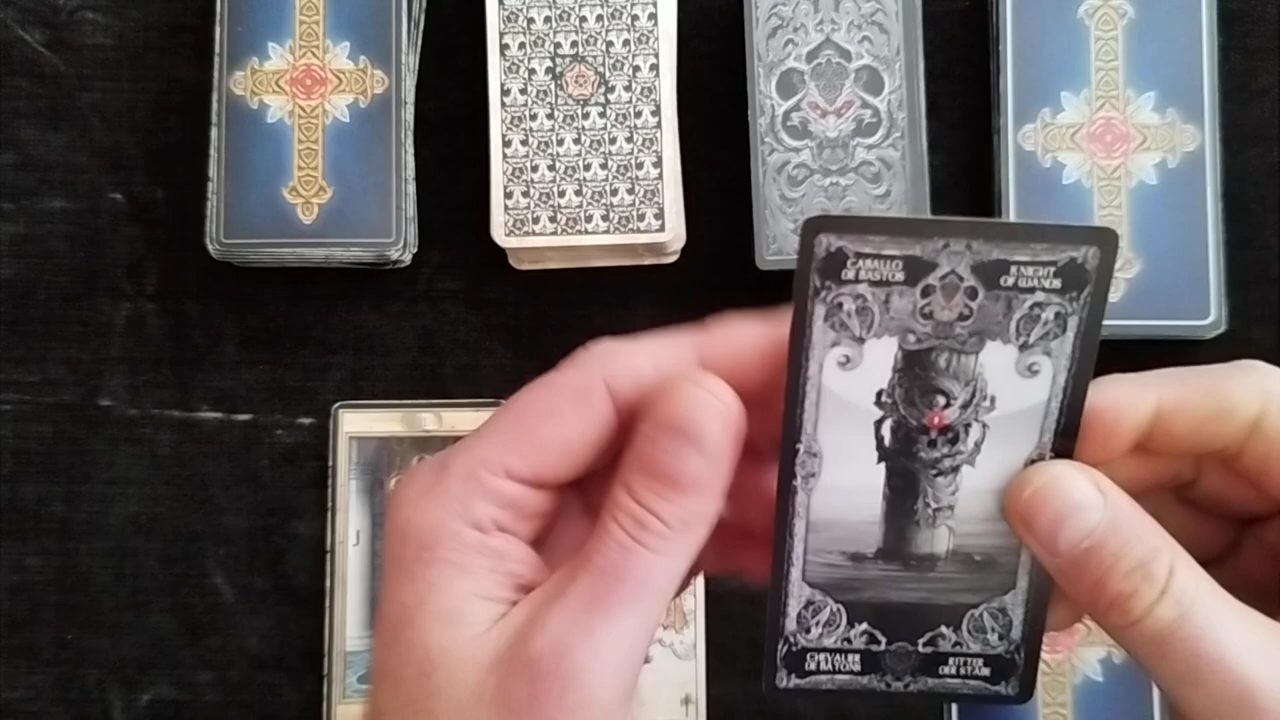 CABALLO
DE BASTOS
KNIGHT
OF WANDS
CHEVALIER
DE BATONS
RITTER
DER STÄBE